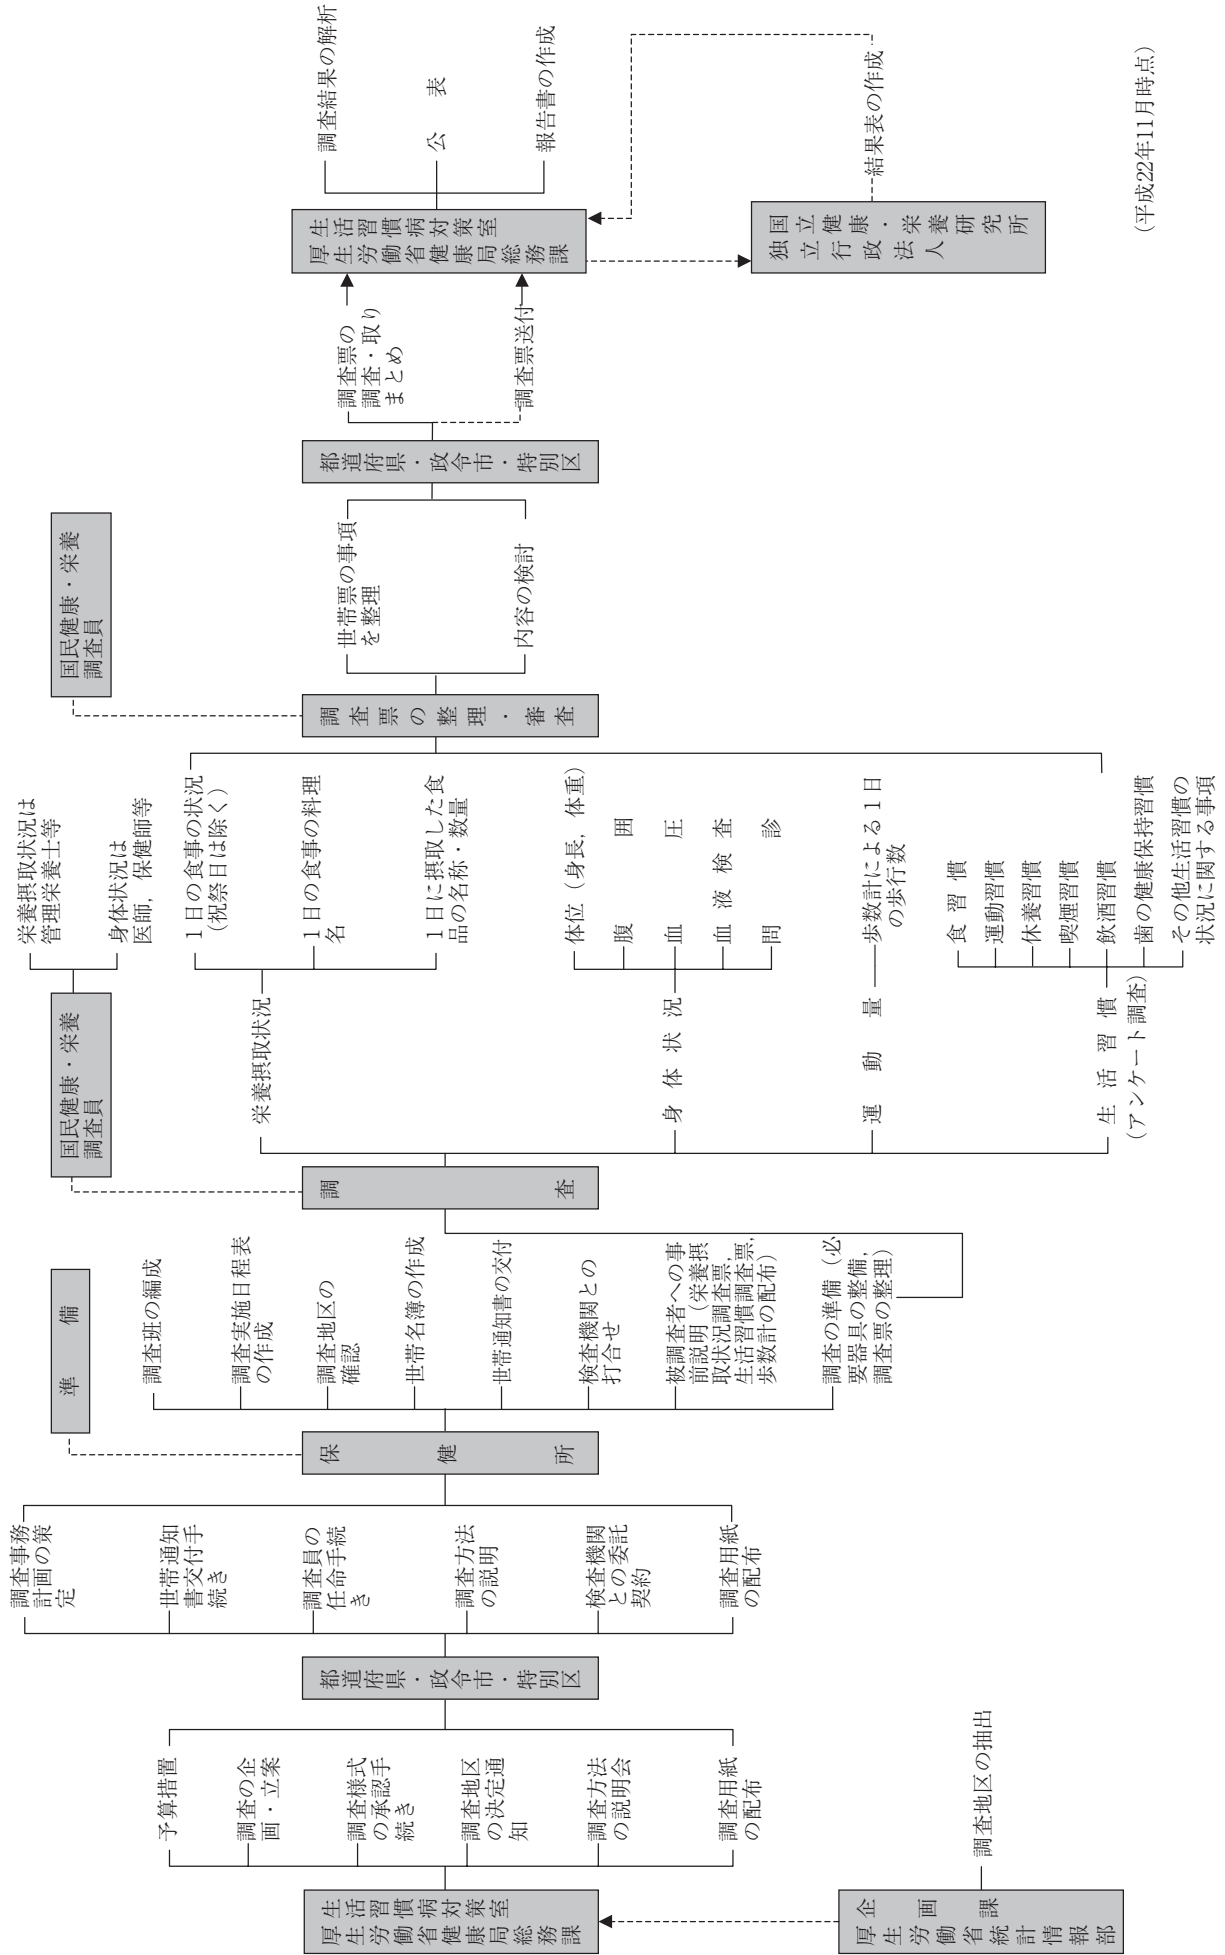 厚生労働省健康局総務課
生活習慣病対策室
厚生労働省統計情報部
企画課
調査地区の抽出
予算措置
調査の企
画・立案
調査様式
の承認手
続き
調査地区
の決定通
知
調査方法
の説明会
調査用紙
の配布
都道府県・政令市・特別区
調査事務
計画の策
定
世帯通知
書交付手
続き
調査員の
任命手続
き
調査方法
の説明
検査機関
との委託
契約
調査用紙
の配布
準備
保健所
調査班の編成
調査実施日程表
の作成
調査地区の
確認
世帯名簿の作成
世帯通知書の交付
検査機関との
打合せ
被調査者への事
前説明(栄養摂
取状況調査票,
生活習慣調査票,
歩数計の配布)
調査の準備(必
要器具の整備,
調査票の整理)
国民健康・栄養
調査員
栄養摂取状況は
管理栄養士等
身体状況は
医師,保健師等
調査
栄養摂取状況
1日の食事の状況
(祝祭日は除く)
1日の食事の料理
名
1日に摂取した食
品の名称・数量
身体状況
体位(身長,体重)
腹囲
血圧
血液検査
問診
運動量
歩数計による1日
の歩行数
生活習慣
(アンケート調査)
食習慣
運動習慣
休養習慣
喫煙習慣
飲酒習慣
歯の健康保持習慣
その他生活習慣の
状況に関する事項
国民健康・栄養
調査員
調査票の整理・審査
世帯票の事項
を整理
内容の検討
都道府県・政令市・特別区
調査票の
調査・取り
まとめ
調査票送付
厚生労働省健康局総務課
生活習慣病対策室
独立行政法人
国立健康・栄養研究所
結果表の作成
調査結果の解析
公表
報告書の作成
(平成22年11月時点)